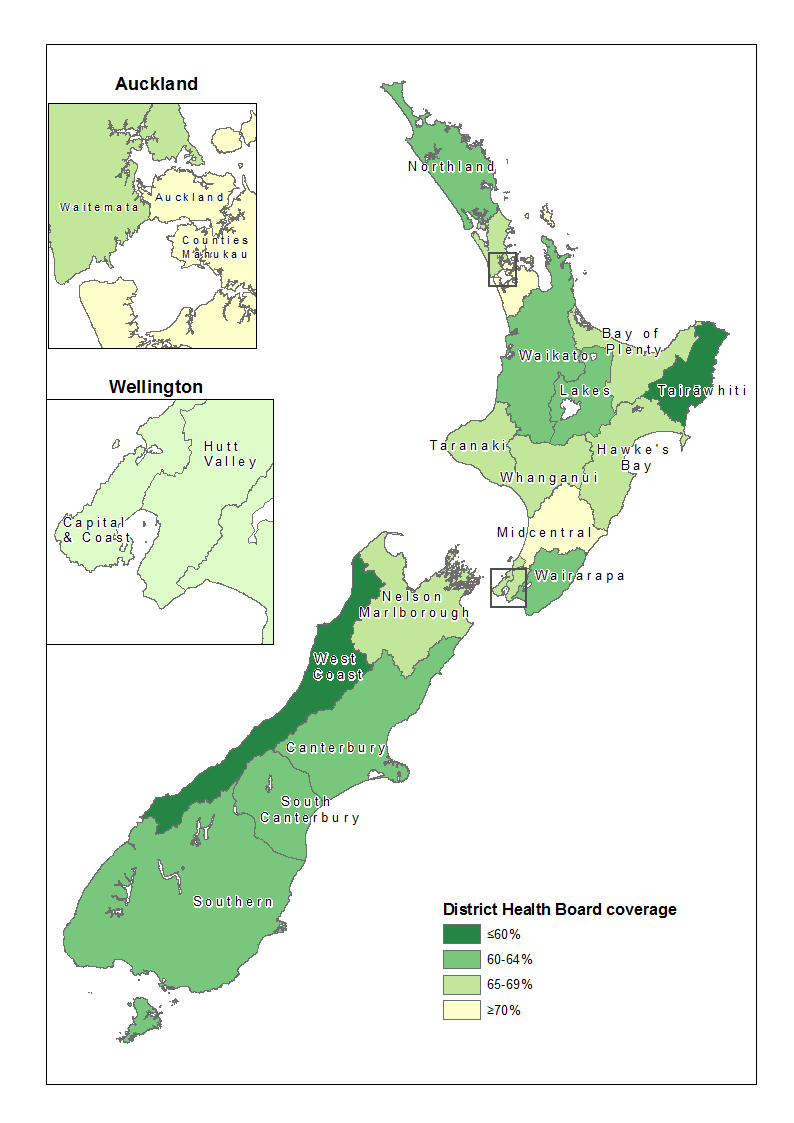 Auckland
Waitemata
Auckland
Counties
Manukau
Wellington
Hutt
Valley
Capital
& Coast
Northland
Bay of
Plenty
Waikato
Lakes
Tairāwhiti
Taranaki
Hawke's
Bay
Whanganui
Midcentral
Wairarapa
Nelson
Marlborough
West
Coast
Canterbury
South
Canterbury
Southern
District Health Board coverage
≤60%
60-64%
65-69%
≥70%